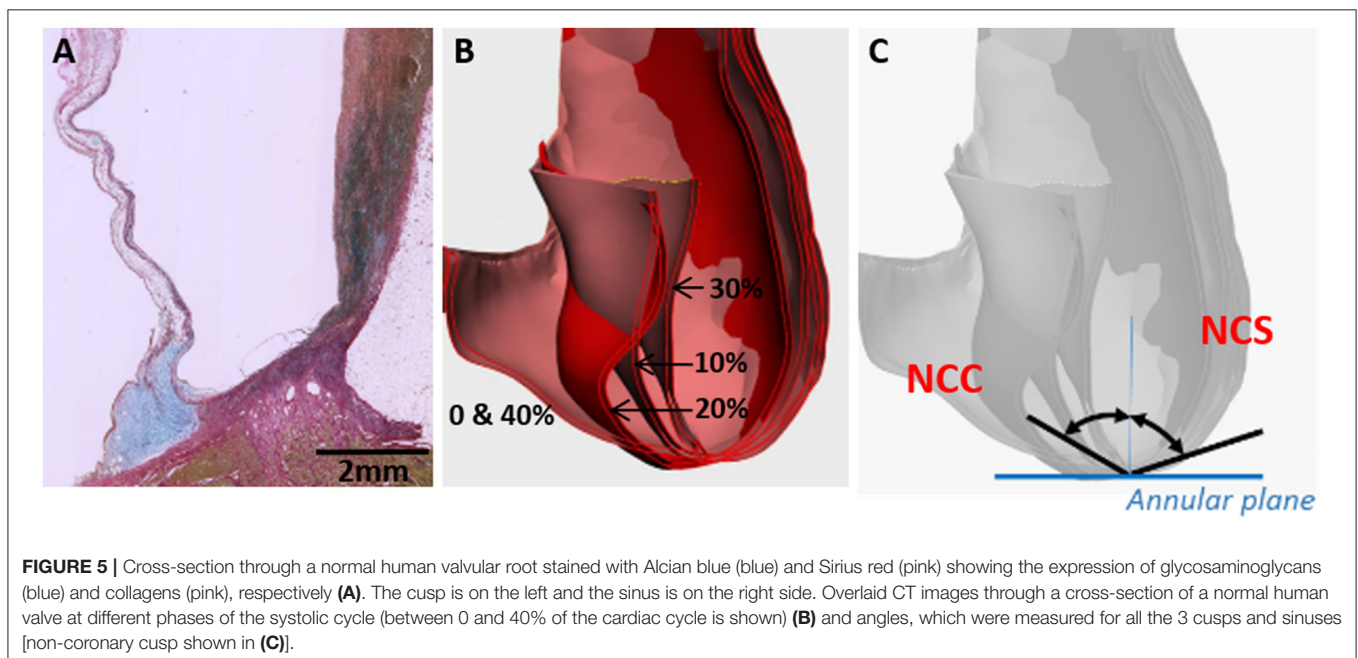 A
B
C
2mm
30%
10%
20%
0 & 40%
NCC
NCS
Annular plane
FIGURE 5 | Cross-section through a normal human valvular root stained with Alcian blue (blue) and Sirius red (pink) showing the expression of glycosaminoglycans
(blue) and collagens (pink), respectively (A). The cusp is on the left and the sinus is on the right side. Overlaid CT images through a cross-section of a normal human
valve at different phases of the systolic cycle (between 0 and 40% of the cardiac cycle is shown) (B) and angles, which were measured for all the 3 cusps and sinuses
[non-coronary cusp shown in (C)].